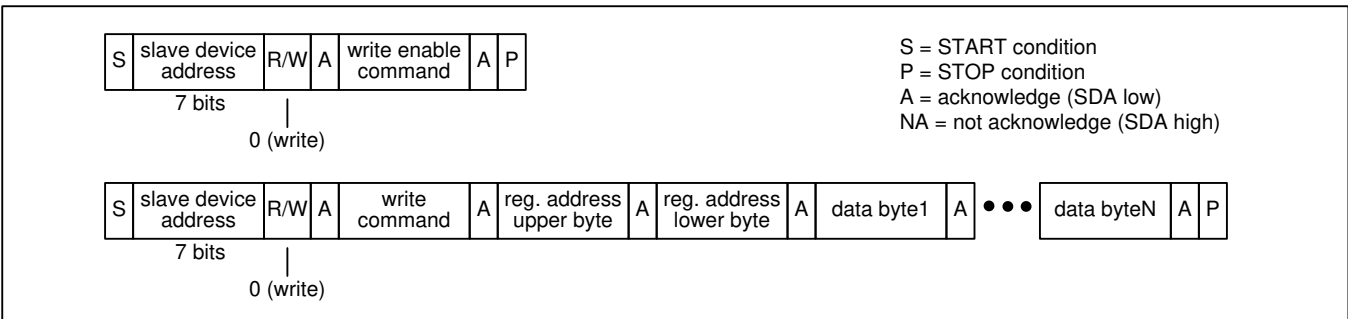 S slave device address R/W A write enable command A P
7 bits
0 (write)
S = START condition
P = STOP condition
A = acknowledge (SDA low)
NA = not acknowledge (SDA high)
S slave device address R/W A write command A reg. address upper byte A reg. address lower byte A data byte1 A ••• data byteN A P
7 bits
0 (write)